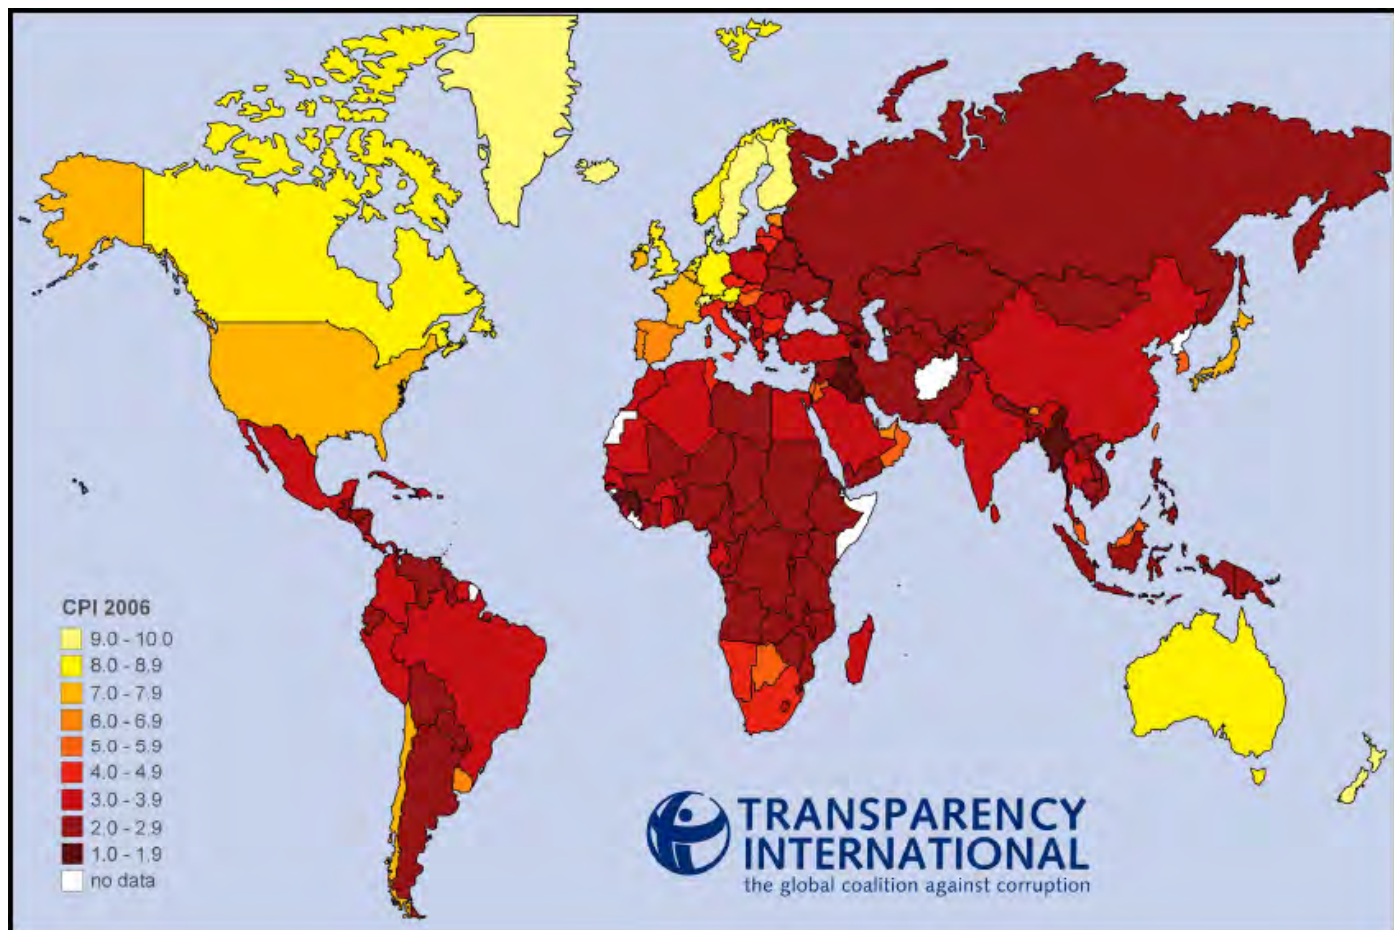 CPI 2006
9.0 - 10.0
8.0 - 8.9
7.0 - 7.9
6.0 - 6.9
5.0 - 5.9
4.0 - 4.9
3.0 - 3.9
2.0 - 2.9
1.0 - 1.9
no data
TRANSPARENCY
INTERNATIONAL
the global coalition against corruption